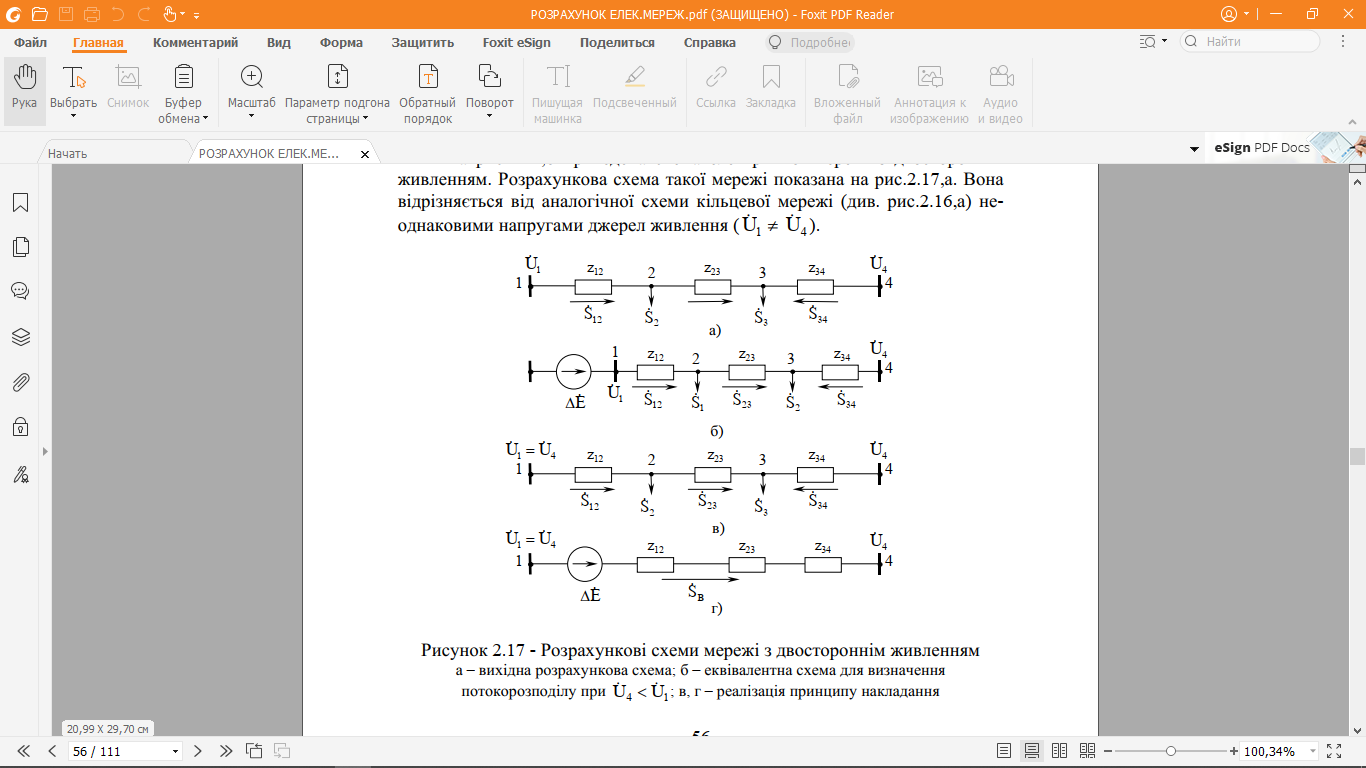 РОЗРАХУНОК ЕЛЕК.МЕРЕЖ.pdf (ЗАЩИЩЕНО) - Foxit PDF Reader
Файл Главная Комментарий Вид Форма Защитить Foxit eSign Поделиться Справка Подробнее Найти
Рука Выбрать Снимок Буфер обмена Масштаб Параметр подгона страницы Обратный порядок Поворот Пишущая машинка Подсвеченный Ссылка Закладка Вложенный файл Аннотация к изображению Аудио и видео
Начать РОЗРАХУНОК ЕЛЕК.МЕ... eSign PDF Docs
живленням. Розрахункова схема такої мережі показана на рис.2.17,а. Вона
відрізняється від аналогічної схеми кільцевої мережі (див. рис.2.16,а) не-
однаковими напругами джерел живлення (U̇₁ ≠ U̇₄).
U̇₁ z₁₂ 2 z₂₃ 3 z₃₄ U̇₄
1 4
Ṡ₁₂ Ṡ₂ Ṡ₃ Ṡ₃₄
а)
1 z₁₂ 2 z₂₃ 3 z₃₄ U̇₄
4
ΔĖ U̇₁ Ṡ₁₂ Ṡ₁ Ṡ₂₃ Ṡ₂ Ṡ₃₄
б)
U̇₁ = U̇₄ z₁₂ 2 z₂₃ 3 z₃₄ U̇₄
1 4
Ṡ₁₂ Ṡ₂ Ṡ₂₃ Ṡ₃ Ṡ₃₄
в)
U̇₁ = U̇₄ z₁₂ z₂₃ z₃₄ U̇₄
1 4
ΔĖ Ṡв
г)
Рисунок 2.17 - Розрахункові схеми мережі з двостороннім живленням
а – вихідна розрахункова схема; б – еквівалентна схема для визначення
потокорозподілу при U̇₄ < U̇₁; в, г – реалізація принципу накладання
56
20,99 X 29,70 см
56 / 111 100,34%